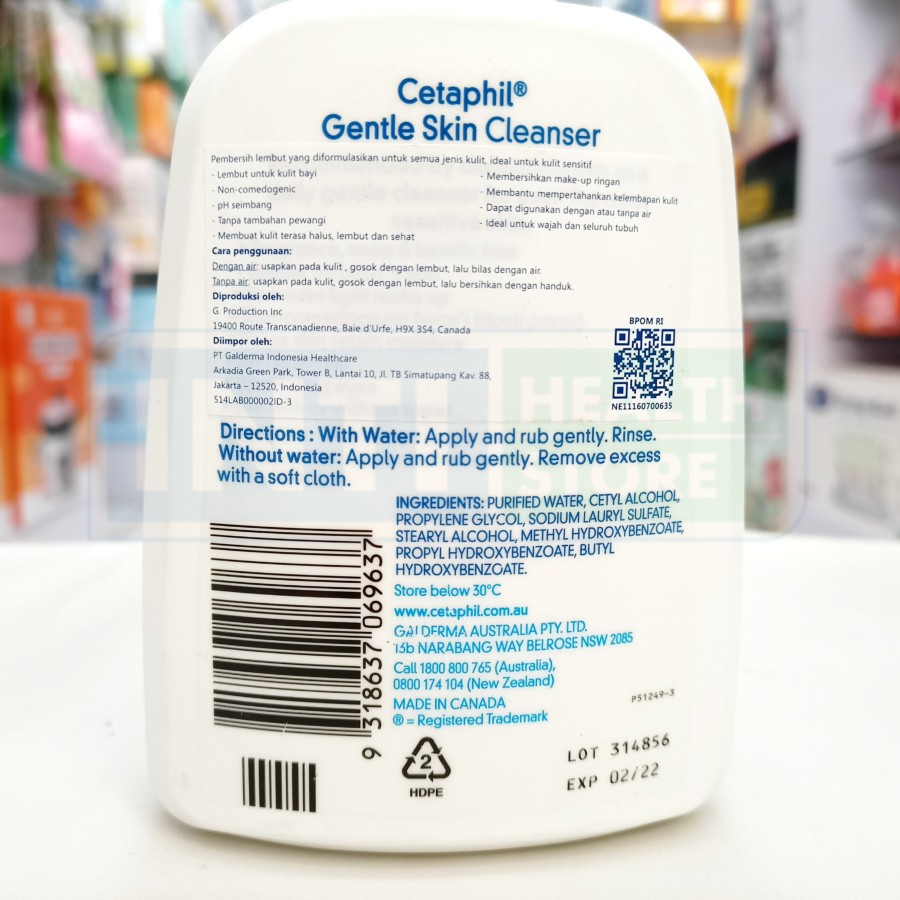 Cetaphil®
Gentle Skin Cleanser
Pembersih lembut yang diformulasikan untuk semua jenis kulit, ideal untuk kulit sensitif.
- Lembut untuk kulit bayi
- Non-comedogenic
- pH seimbang
- Tanpa tambahan pewangi
- Membuat kulit terasa halus, lembut dan sehat
- Membersihkan make-up ringan
- Membantu mempertahankan kelembapan kulit
- Dapat digunakan dengan atau tanpa air
- Ideal untuk wajah dan seluruh tubuh
Cara penggunaan:
Dengan air: usapkan pada kulit , gosok dengan lembut, lalu bilas dengan air.
Tanpa air: usapkan pada kulit, gosok dengan lembut, lalu bersihkan dengan handuk.
Diproduksi oleh:
G. Production Inc
19400 Route Transcanadienne, Baie d'Urfe, H9X 3S4, Canada
Diimpor oleh:
PT Galderma Indonesia Healthcare
Arkadia Green Park, Tower B, Lantai 10, Jl. TB Simatupang Kav. 88,
Jakarta – 12520, Indonesia
514LAB000002ID-3
BPOM RI
NE11160700635
HEALTH
STORE
Directions : With Water: Apply and rub gently. Rinse.
Without water: Apply and rub gently. Remove excess
with a soft cloth.
INGREDIENTS: PURIFIED WATER, CETYL ALCOHOL,
PROPYLENE GLYCOL, SODIUM LAURYL SULFATE,
STEARYL ALCOHOL, METHYL HYDROXYBENZOATE,
PROPYL HYDROXYBENZOATE, BUTYL
HYDROXYBENZOATE.
Store below 30°C
www.cetaphil.com.au
GALDERMA AUSTRALIA PTY. LTD.
13b NARABANG WAY BELROSE NSW 2085
Call 1800 800 765 (Australia),
0800 174 104 (New Zealand)
MADE IN CANADA
® = Registered Trademark
P51249-3
9 318637 069637
2
HDPE
LOT 314856
EXP 02/22